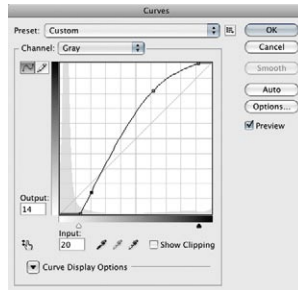 Curves
Preset: Custom
OK
Channel: Gray
Cancel
Smooth
Auto
Options...
Preview
Output:
14
Input:
20
Show Clipping
Curve Display Options